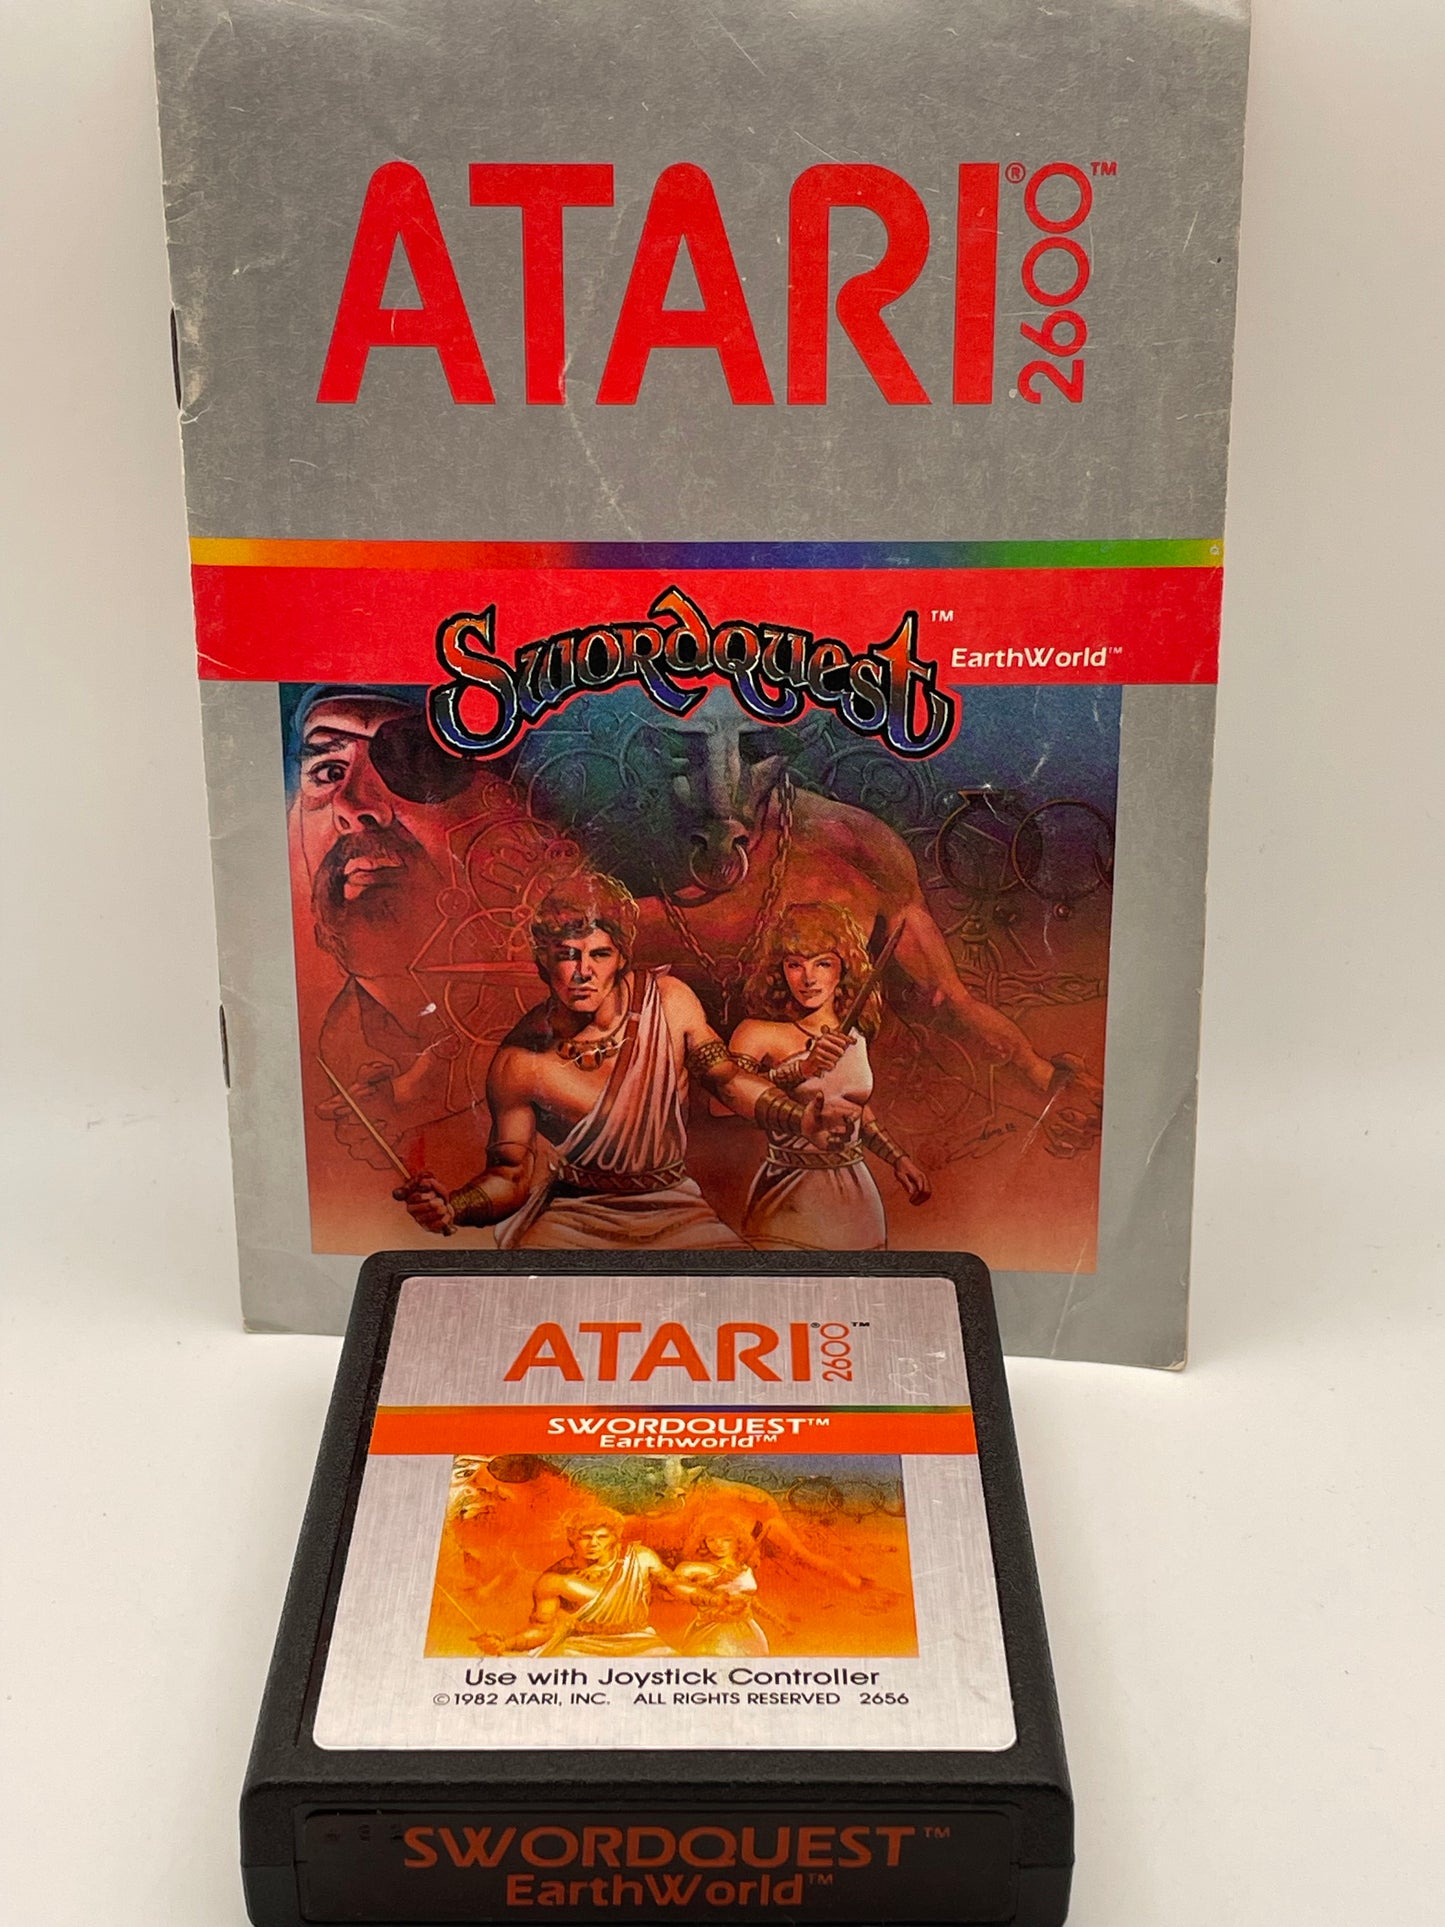 ATARI® 2600™
Swordquest™
EarthWorld™
ATARI® 2600™
SWORDQUEST™
Earthworld™
Use with Joystick Controller
© 1982 ATARI, INC. ALL RIGHTS RESERVED 2656
SWORDQUEST™
EarthWorld™